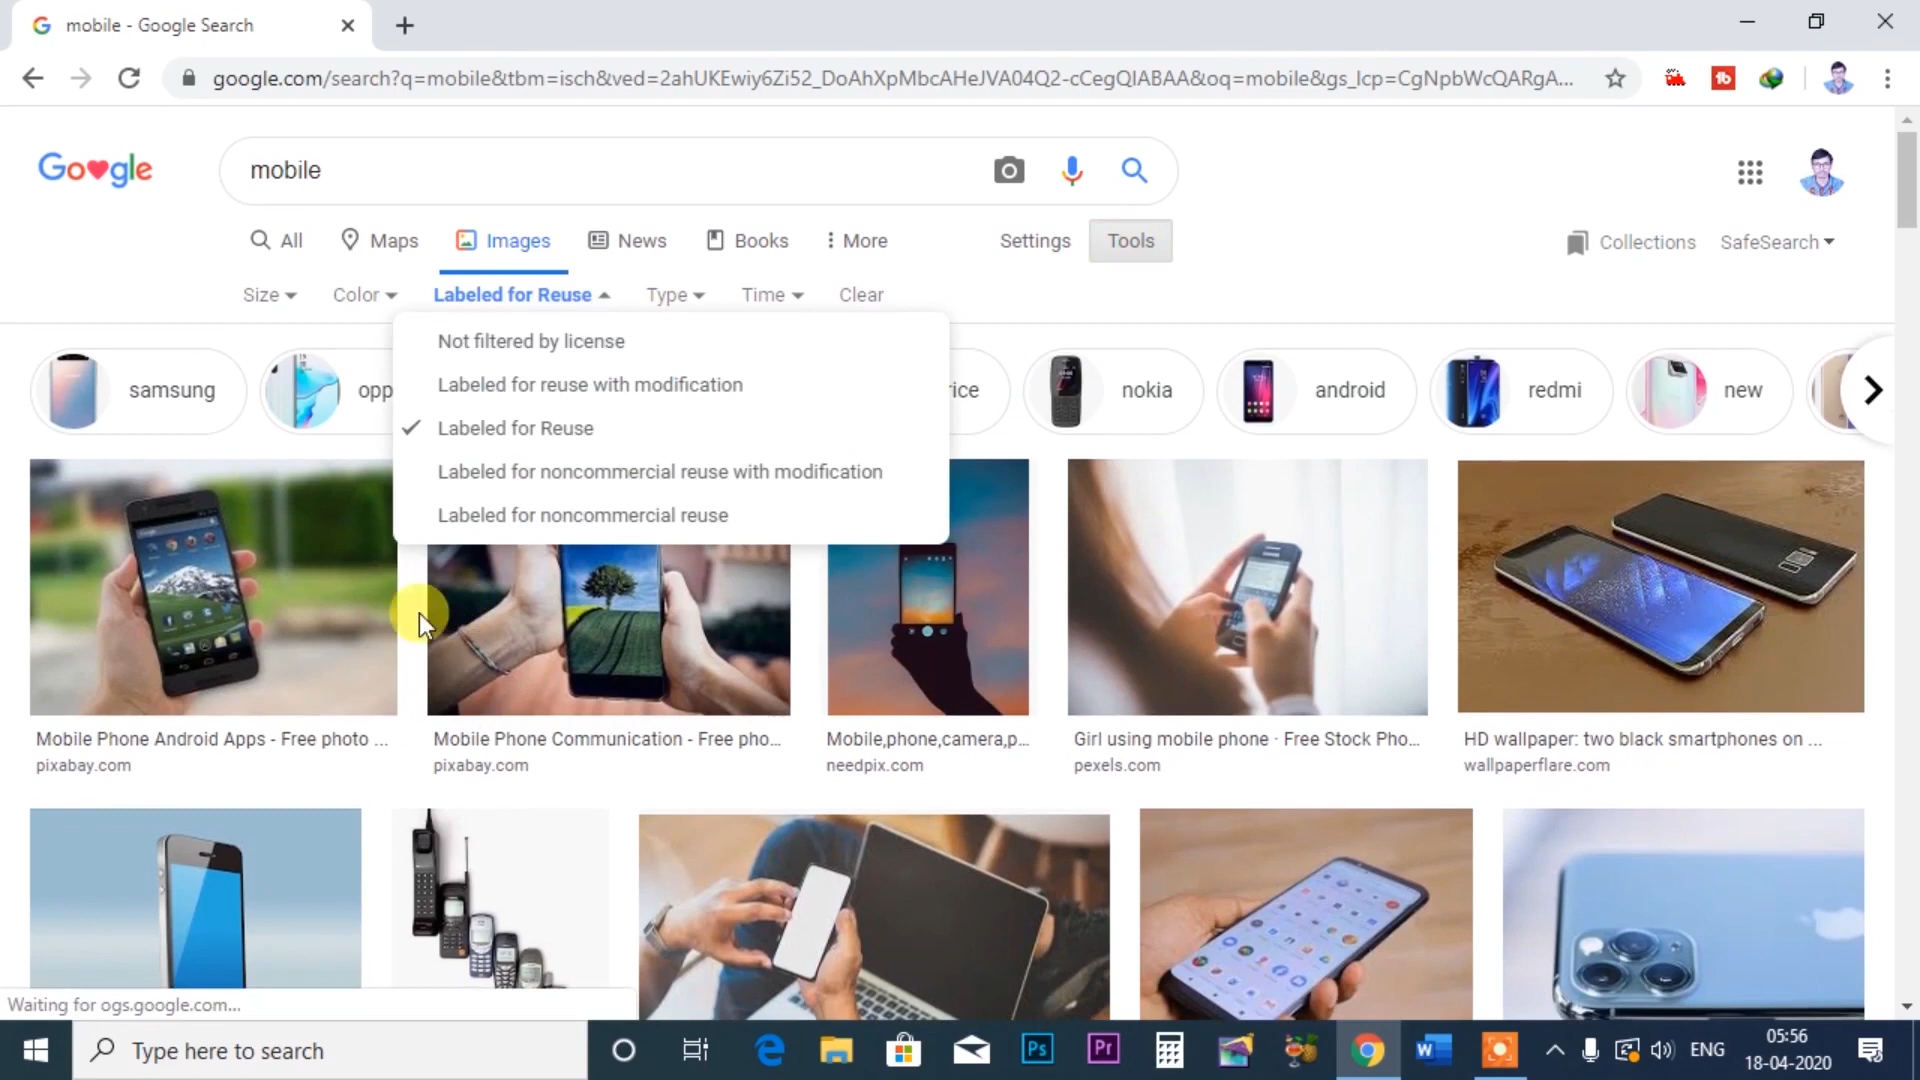 mobile - Google Search
google.com/search?q=mobile&tbm=isch&ved=2ahUKEwiy6Zi52_DoAhXpMbcAHeJVA04Q2-cCegQIABAA&oq=mobile&gs_lcp=CgNpbWcQARgA...
Google
mobile
All Maps Images News Books More Settings Tools Collections SafeSearch
Size Color Labeled for Reuse Type Time Clear
Not filtered by license
Labeled for reuse with modification
Labeled for Reuse
Labeled for noncommercial reuse with modification
Labeled for noncommercial reuse
samsung opp rice nokia android redmi new
Mobile Phone Android Apps - Free photo ...
pixabay.com
Mobile Phone Communication - Free pho...
pixabay.com
Mobile,phone,camera,p...
needpix.com
Girl using mobile phone · Free Stock Pho...
pexels.com
HD wallpaper: two black smartphones on ...
wallpaperflare.com
Waiting for ogs.google.com...
Type here to search
Ps
Pr
W
ENG
05:56
18-04-2020